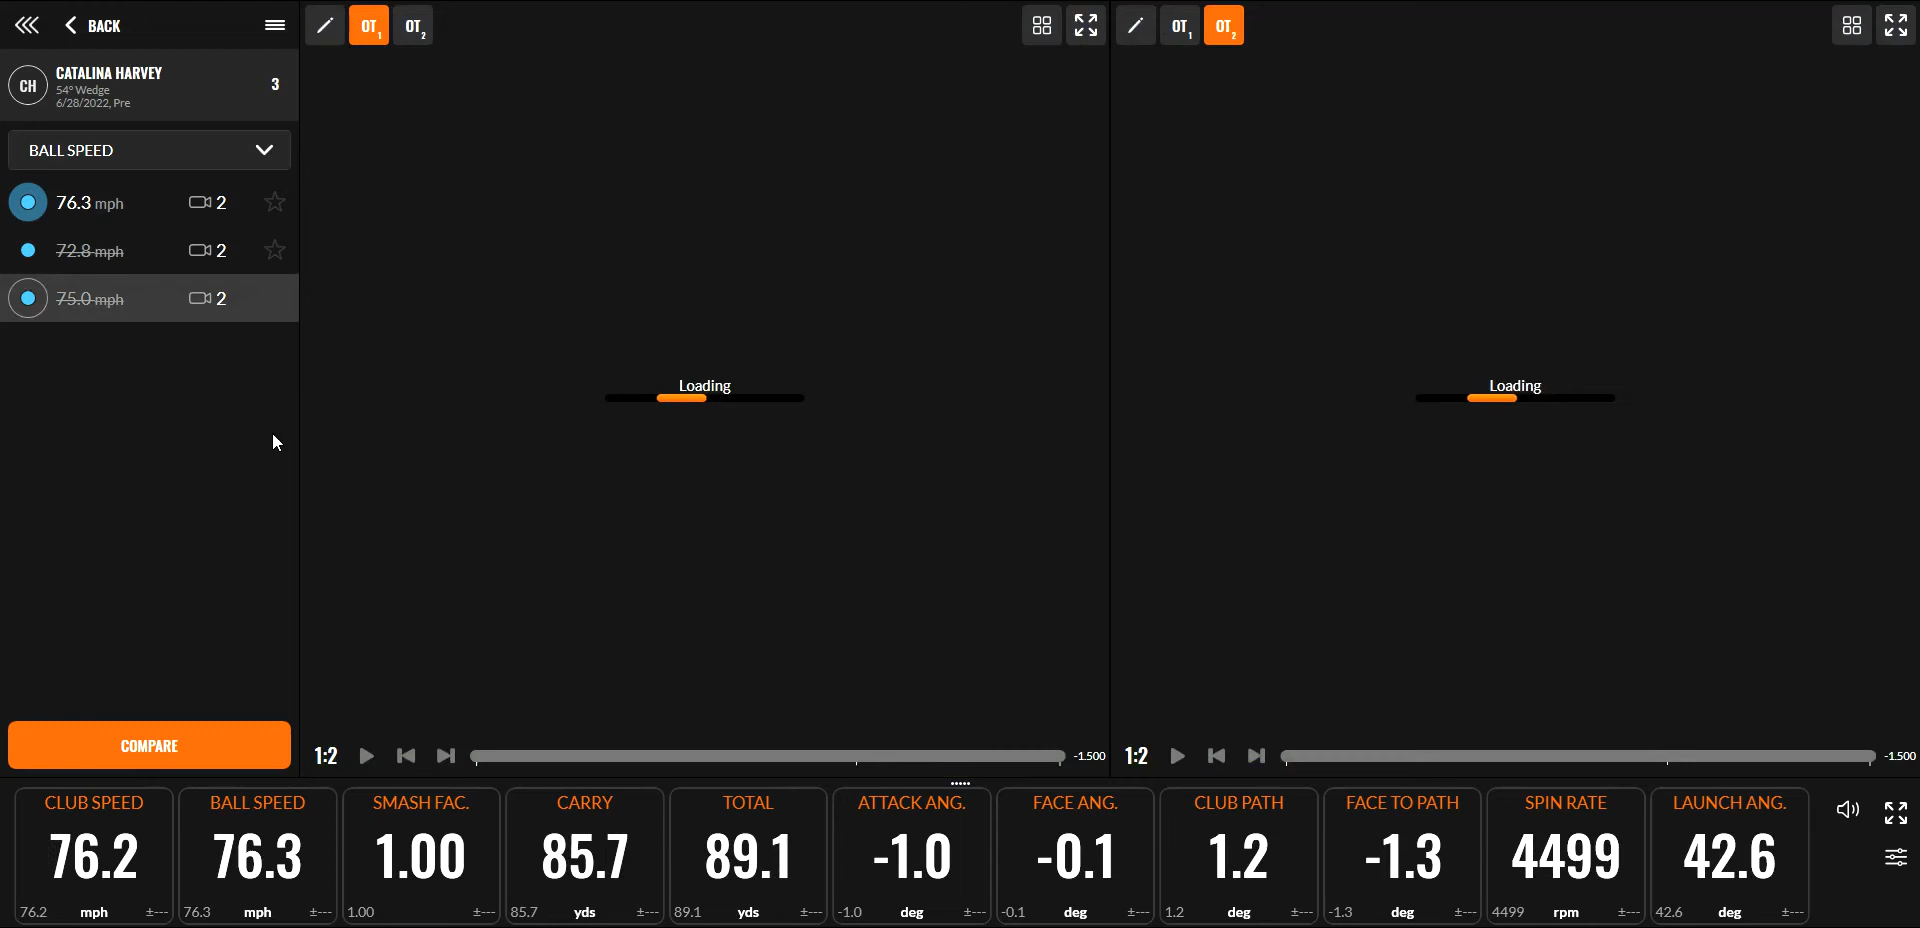 BACK
CH
CATALINA HARVEY
54° Wedge
6/28/2022, Pre
3
BALL SPEED
76.3 mph 2
72.8 mph 2
75.0 mph 2
COMPARE
OT1 OT2
Loading
1:2 -1.500
OT1 OT2
Loading
1:2 -1.500
CLUB SPEED
76.2
76.2 mph ±---
BALL SPEED
76.3
76.3 mph ±---
SMASH FAC.
1.00
1.00 ±---
CARRY
85.7
85.7 yds ±---
TOTAL
89.1
89.1 yds ±---
ATTACK ANG.
-1.0
-1.0 deg ±---
FACE ANG.
-0.1
-0.1 deg ±---
CLUB PATH
1.2
1.2 deg ±---
FACE TO PATH
-1.3
-1.3 deg ±---
SPIN RATE
4499
4499 rpm ±---
LAUNCH ANG.
42.6
42.6 deg ±---